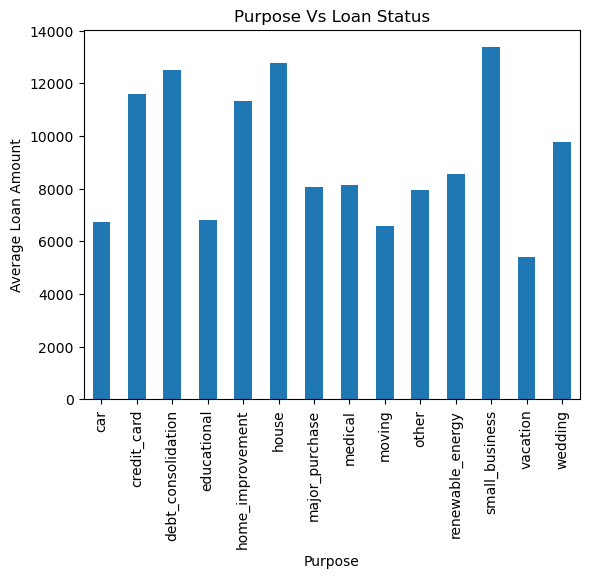 Purpose Vs Loan Status
Average Loan Amount
14000
12000
10000
8000
6000
4000
2000
0
car
credit_card
debt_consolidation
educational
home_improvement
house
major_purchase
medical
moving
other
renewable_energy
small_business
vacation
wedding
Purpose